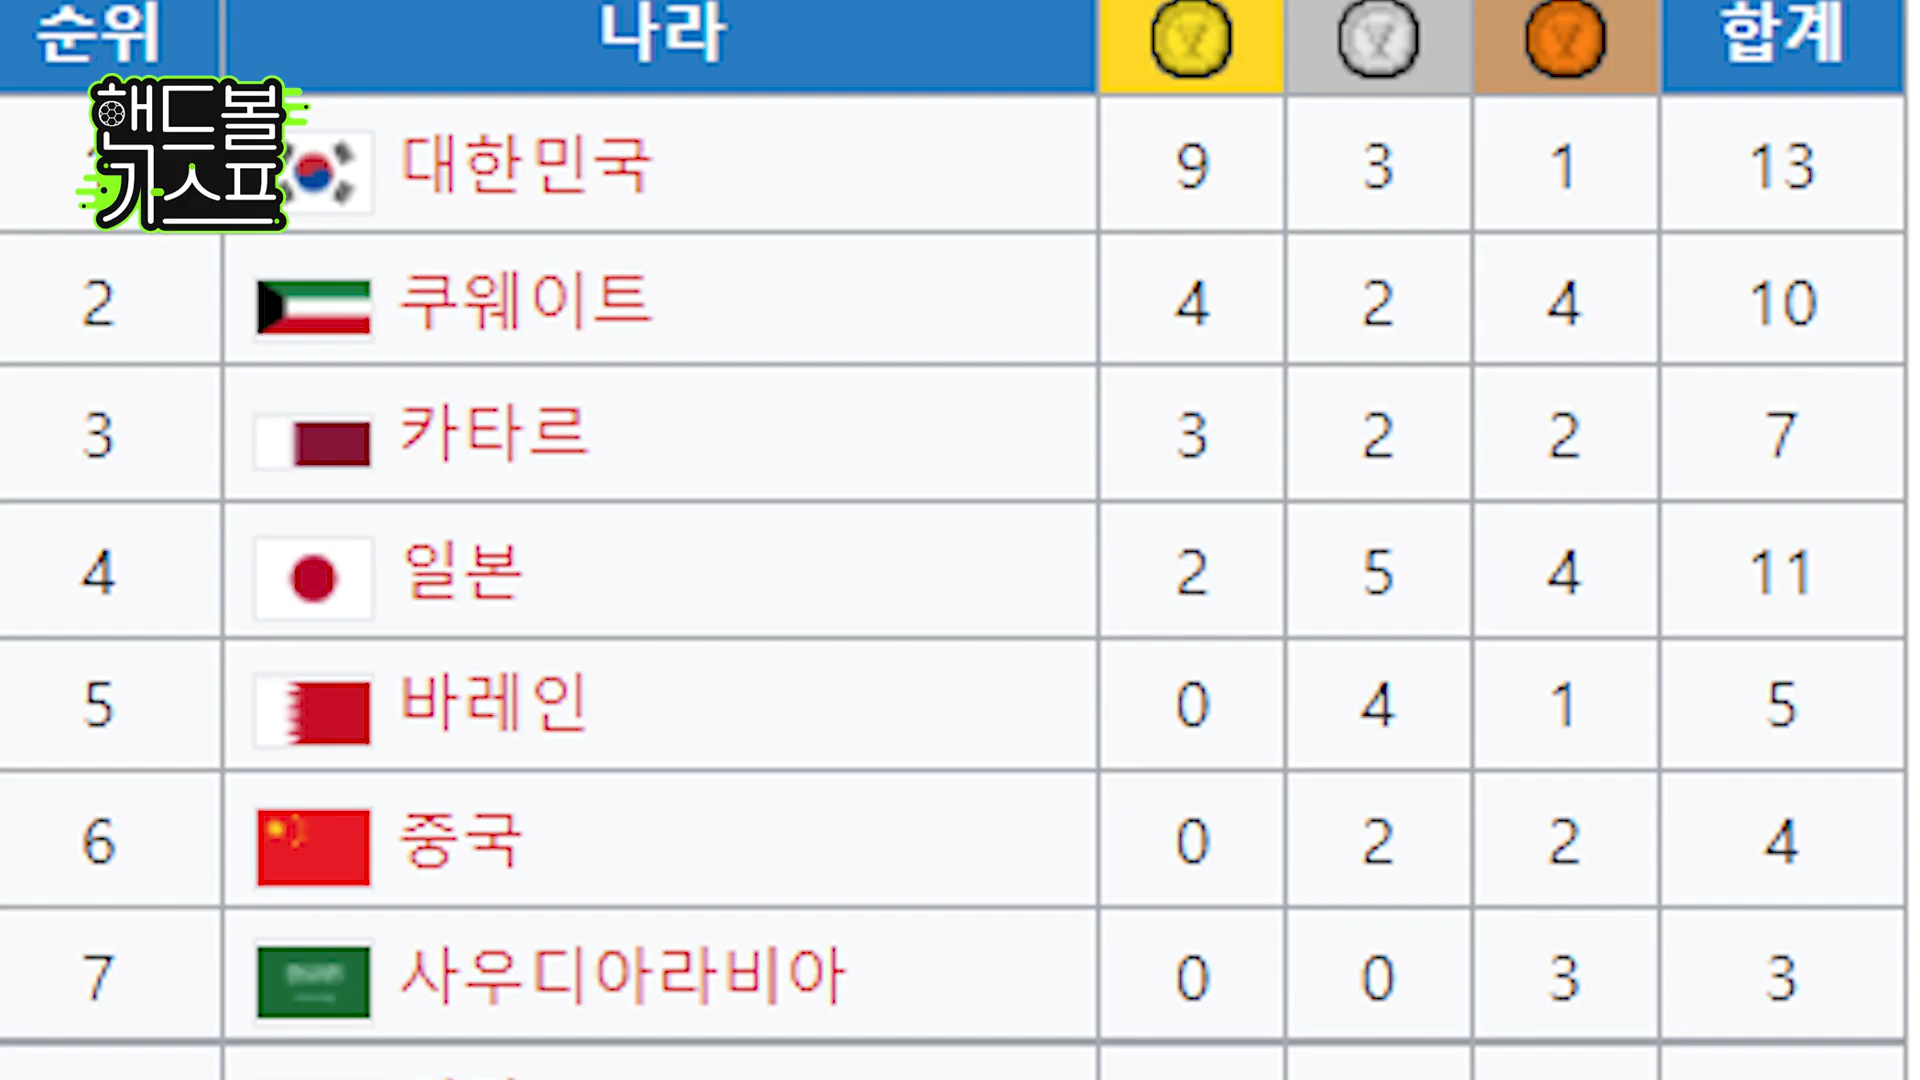 순위 나라 합계
핸드볼
가스프
대한민국 9 3 1 13
2 쿠웨이트 4 2 4 10
3 카타르 3 2 2 7
4 일본 2 5 4 11
5 바레인 0 4 1 5
6 중국 0 2 2 4
7 사우디아라비아 0 0 3 3